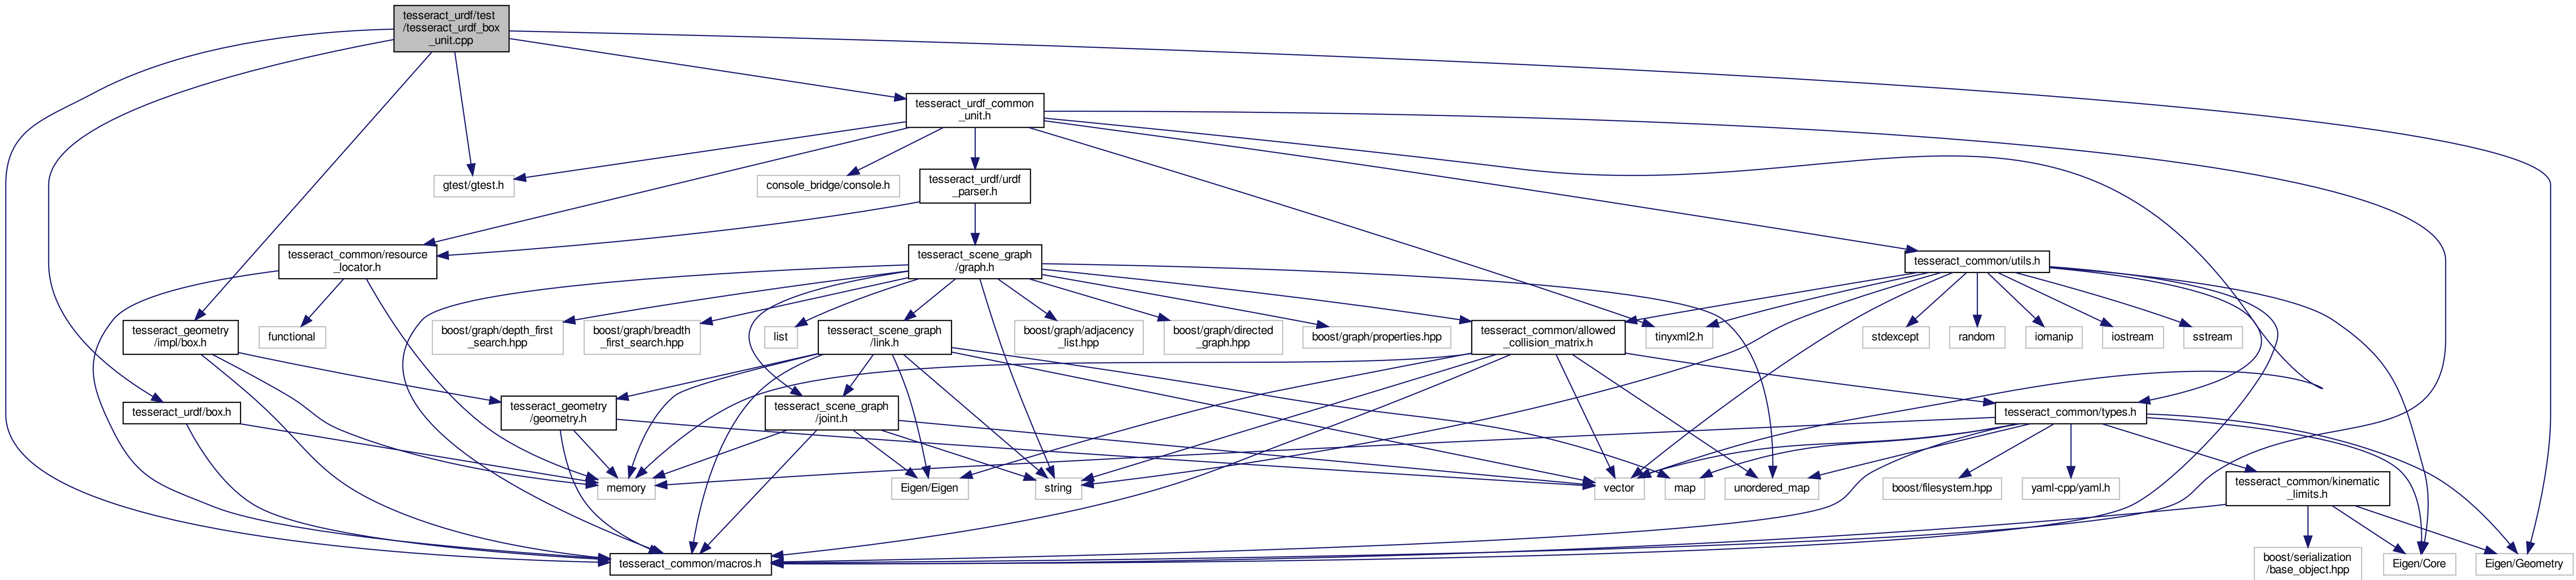 tesseract_urdf/test
/tesseract_urdf_box
_unit.cpp
tesseract_urdf_common
_unit.h
gtest/gtest.h
console_bridge/console.h
tesseract_urdf/urdf
_parser.h
tesseract_common/resource
_locator.h
tesseract_scene_graph
/graph.h
tesseract_common/utils.h
tesseract_geometry
/impl/box.h
functional
boost/graph/depth_first
_search.hpp
boost/graph/breadth
_first_search.hpp
list
tesseract_scene_graph
/link.h
boost/graph/adjacency
_list.hpp
boost/graph/directed
_graph.hpp
boost/graph/properties.hpp
tesseract_common/allowed
_collision_matrix.h
tinyxml2.h
stdexcept
random
iomanip
iostream
sstream
tesseract_urdf/box.h
tesseract_geometry
/geometry.h
tesseract_scene_graph
/joint.h
tesseract_common/types.h
memory
Eigen/Eigen
string
vector
map
unordered_map
boost/filesystem.hpp
yaml-cpp/yaml.h
tesseract_common/kinematic
_limits.h
tesseract_common/macros.h
boost/serialization
/base_object.hpp
Eigen/Core
Eigen/Geometry